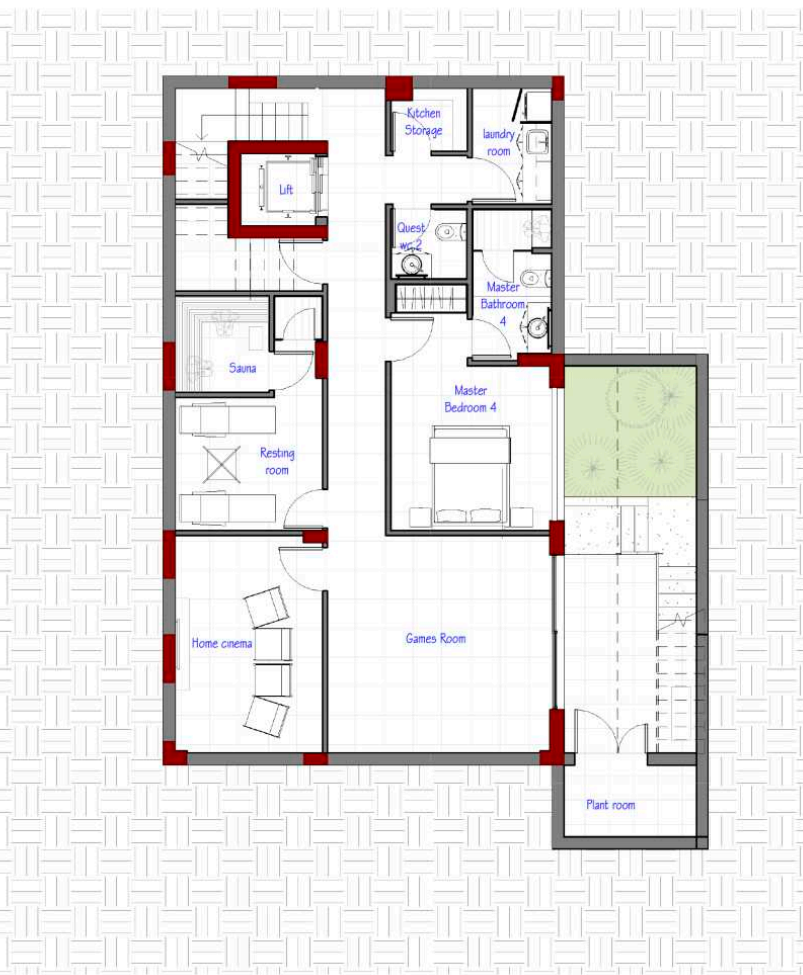 Kitchen
Storage
laundry
room
Lift
Quest
wc 2
Master
Bathroom
4
Sauna
Master
Bedroom 4
Resting
room
Home cinema
Games Room
Plant room